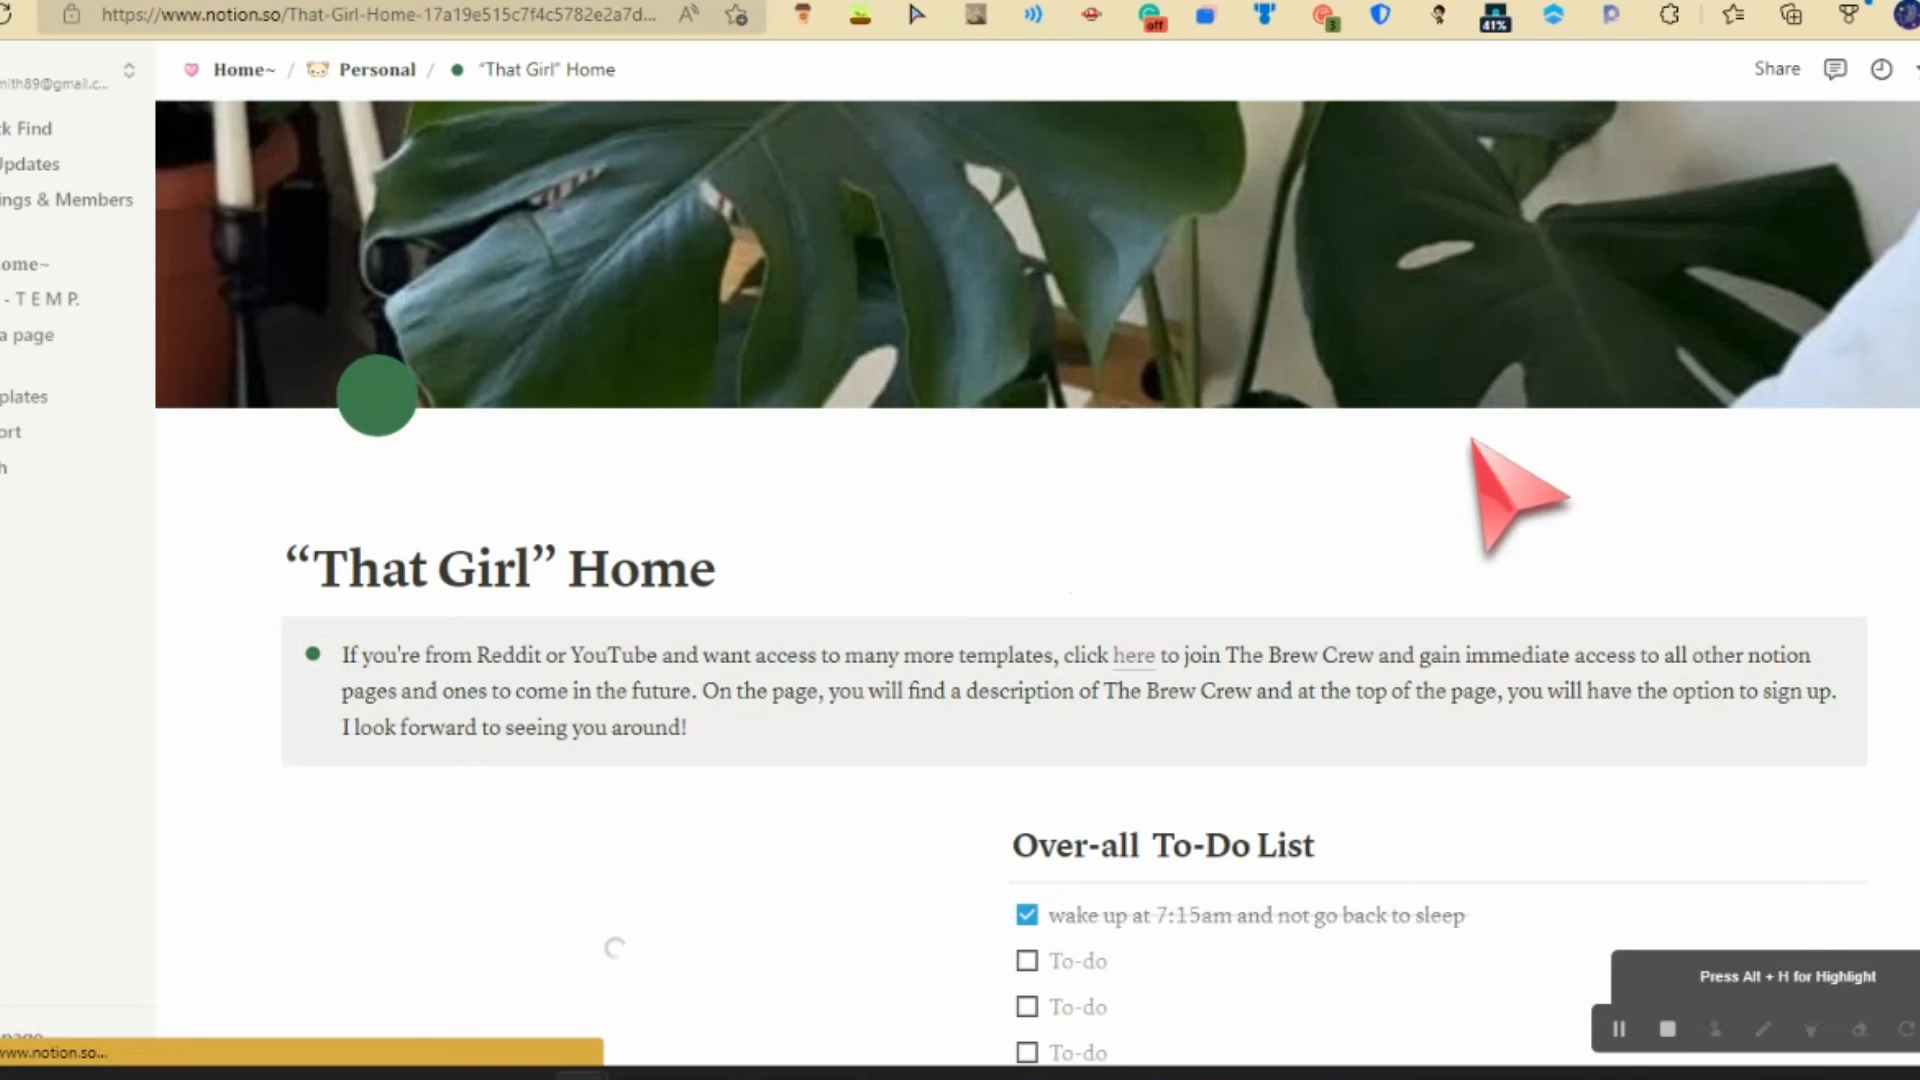 https://www.notion.so/That-Girl-Home-17a19e515c7f4c5782e2a7d...
off
3
41%
mith89@gmail.c...
Home~ / Personal / "That Girl" Home
Share
k Find
Updates
ings & Members
ome~
- T E M P.
a page
plates
ort
h
“That Girl” Home
If you're from Reddit or YouTube and want access to many more templates, click here to join The Brew Crew and gain immediate access to all other notion
pages and ones to come in the future. On the page, you will find a description of The Brew Crew and at the top of the page, you will have the option to sign up.
I look forward to seeing you around!
Over-all To-Do List
wake up at 7:15am and not go back to sleep
To-do
To-do
To-do
Press Alt + H for Highlight
page
www.notion.so...